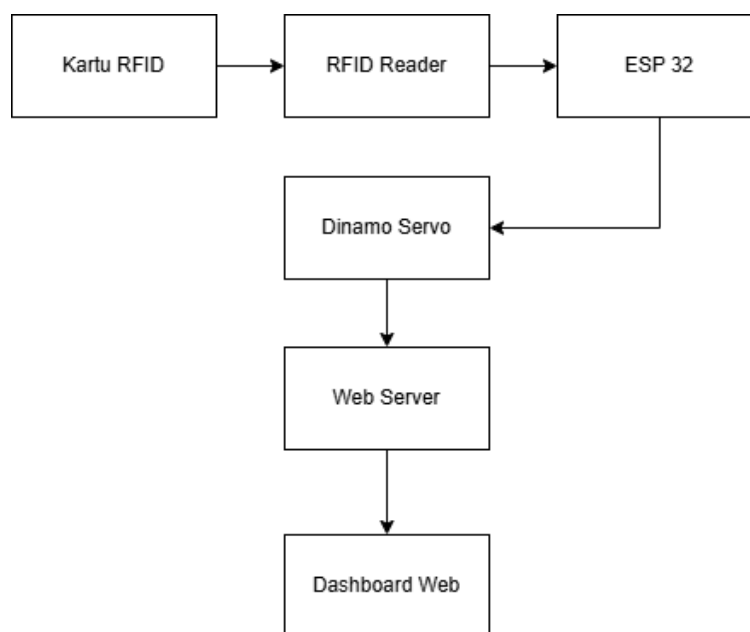 Kartu RFID
RFID Reader
ESP 32
Dinamo Servo
Web Server
Dashboard Web